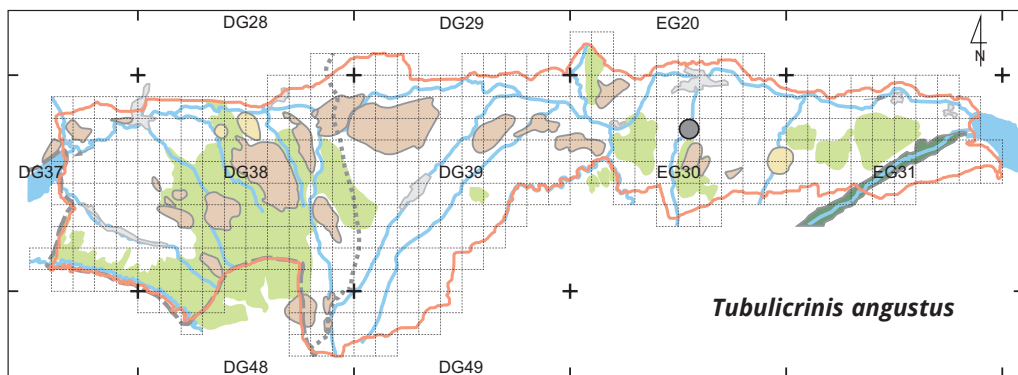 DG28 DG29 EG20
N
DG37 DG38 DG39 EG30 EG31
Tubulicrinis angustus
DG48 DG49